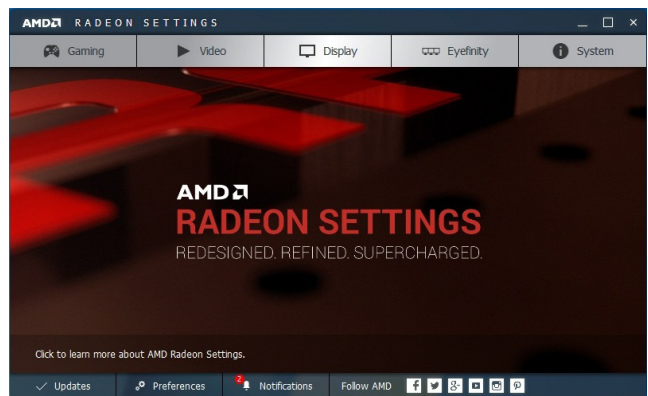 AMD RADEON SETTINGS
Gaming Video Display Eyefinity System
AMD
RADEON SETTINGS
REDESIGNED. REFINED. SUPERCHARGED.
Click to learn more about AMD Radeon Settings.
Updates Preferences 2 Notifications Follow AMD